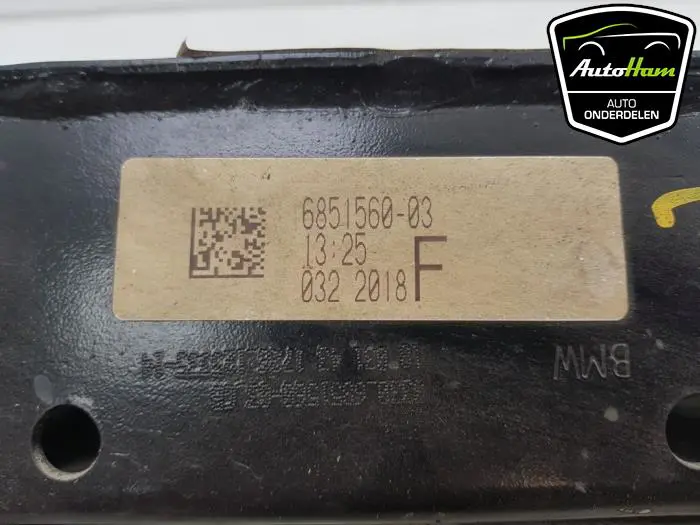 AutoHam
AUTO
ONDERDELEN
6851560-03
13:25
032 2018 F
BMW